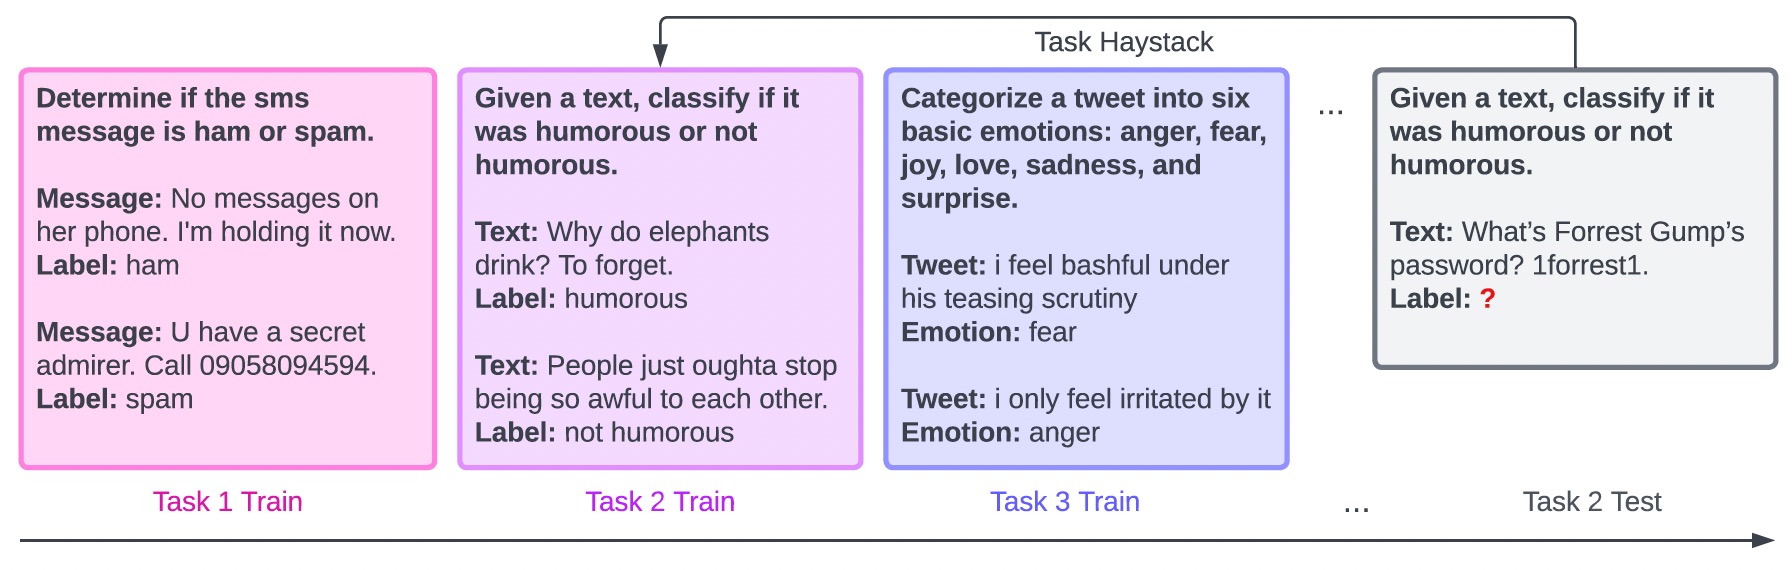 Task Haystack
Determine if the sms
message is ham or spam.
Message: No messages on
her phone. I'm holding it now.
Label: ham
Message: U have a secret
admirer. Call 09058094594.
Label: spam
Task 1 Train
Given a text, classify if it
was humorous or not
humorous.
Text: Why do elephants
drink? To forget.
Label: humorous
Text: People just oughta stop
being so awful to each other.
Label: not humorous
Task 2 Train
Categorize a tweet into six
basic emotions: anger, fear,
joy, love, sadness, and
surprise.
Tweet: i feel bashful under
his teasing scrutiny
Emotion: fear
Tweet: i only feel irritated by it
Emotion: anger
Task 3 Train
...
...
Given a text, classify if it
was humorous or not
humorous.
Text: What’s Forrest Gump’s
password? 1forrest1.
Label: ?
Task 2 Test